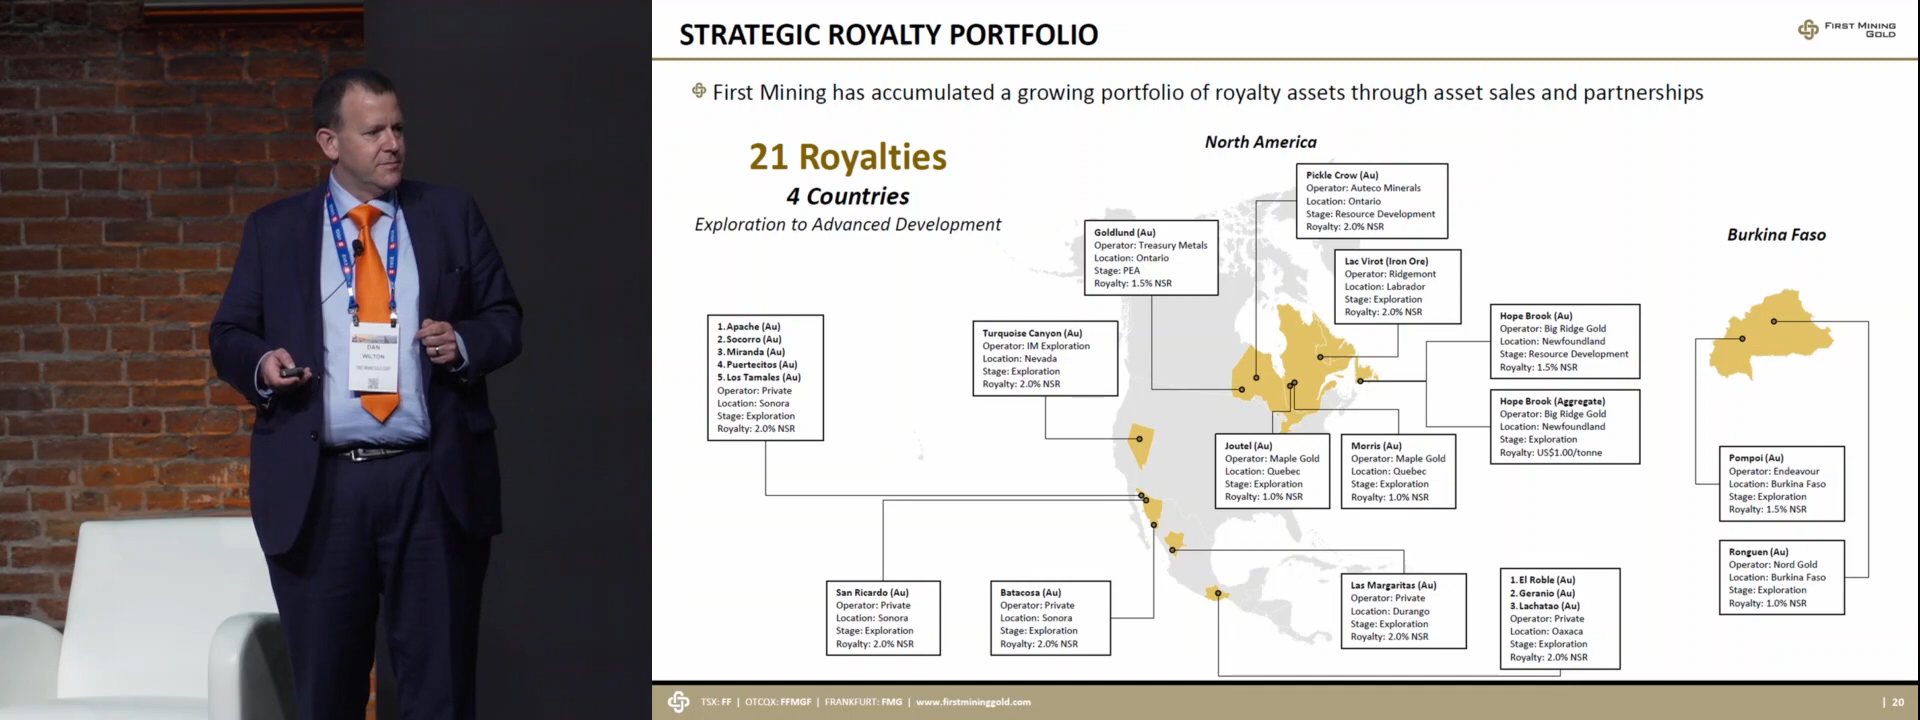 STRATEGIC ROYALTY PORTFOLIO
FIRST MINING
GOLD
First Mining has accumulated a growing portfolio of royalty assets through asset sales and partnerships
21 Royalties
4 Countries
Exploration to Advanced Development
North America
Burkina Faso
Pickle Crow (Au)
Operator: Auteco Minerals
Location: Ontario
Stage: Resource Development
Royalty: 2.0% NSR
Goldlund (Au)
Operator: Treasury Metals
Location: Ontario
Stage: PEA
Royalty: 1.5% NSR
Lac Virot (Iron Ore)
Operator: Ridgemont
Location: Labrador
Stage: Exploration
Royalty: 2.0% NSR
Hope Brook (Au)
Operator: Big Ridge Gold
Location: Newfoundland
Stage: Resource Development
Royalty: 1.5% NSR
1. Apache (Au)
2. Socorro (Au)
3. Miranda (Au)
4. Puertecitos (Au)
5. Los Tamales (Au)
Operator: Private
Location: Sonora
Stage: Exploration
Royalty: 2.0% NSR
Turquoise Canyon (Au)
Operator: IM Exploration
Location: Nevada
Stage: Exploration
Royalty: 2.0% NSR
Hope Brook (Aggregate)
Operator: Big Ridge Gold
Location: Newfoundland
Stage: Exploration
Royalty: US$1.00/tonne
Joutel (Au)
Operator: Maple Gold
Location: Quebec
Stage: Exploration
Royalty: 1.0% NSR
Morris (Au)
Operator: Maple Gold
Location: Quebec
Stage: Exploration
Royalty: 1.0% NSR
Pompoi (Au)
Operator: Endeavour
Location: Burkina Faso
Stage: Exploration
Royalty: 1.5% NSR
Ronguen (Au)
Operator: Nord Gold
Location: Burkina Faso
Stage: Exploration
Royalty: 1.0% NSR
San Ricardo (Au)
Operator: Private
Location: Sonora
Stage: Exploration
Royalty: 2.0% NSR
Batacosa (Au)
Operator: Private
Location: Sonora
Stage: Exploration
Royalty: 2.0% NSR
Las Margaritas (Au)
Operator: Private
Location: Durango
Stage: Exploration
Royalty: 2.0% NSR
1. El Roble (Au)
2. Geranio (Au)
3. Lachatao (Au)
Operator: Private
Location: Oaxaca
Stage: Exploration
Royalty: 2.0% NSR
TSX: FF | OTCQX: FFMGF | FRANKFURT: FMG | www.firstmininggold.com
| 20
DAN
WILTON